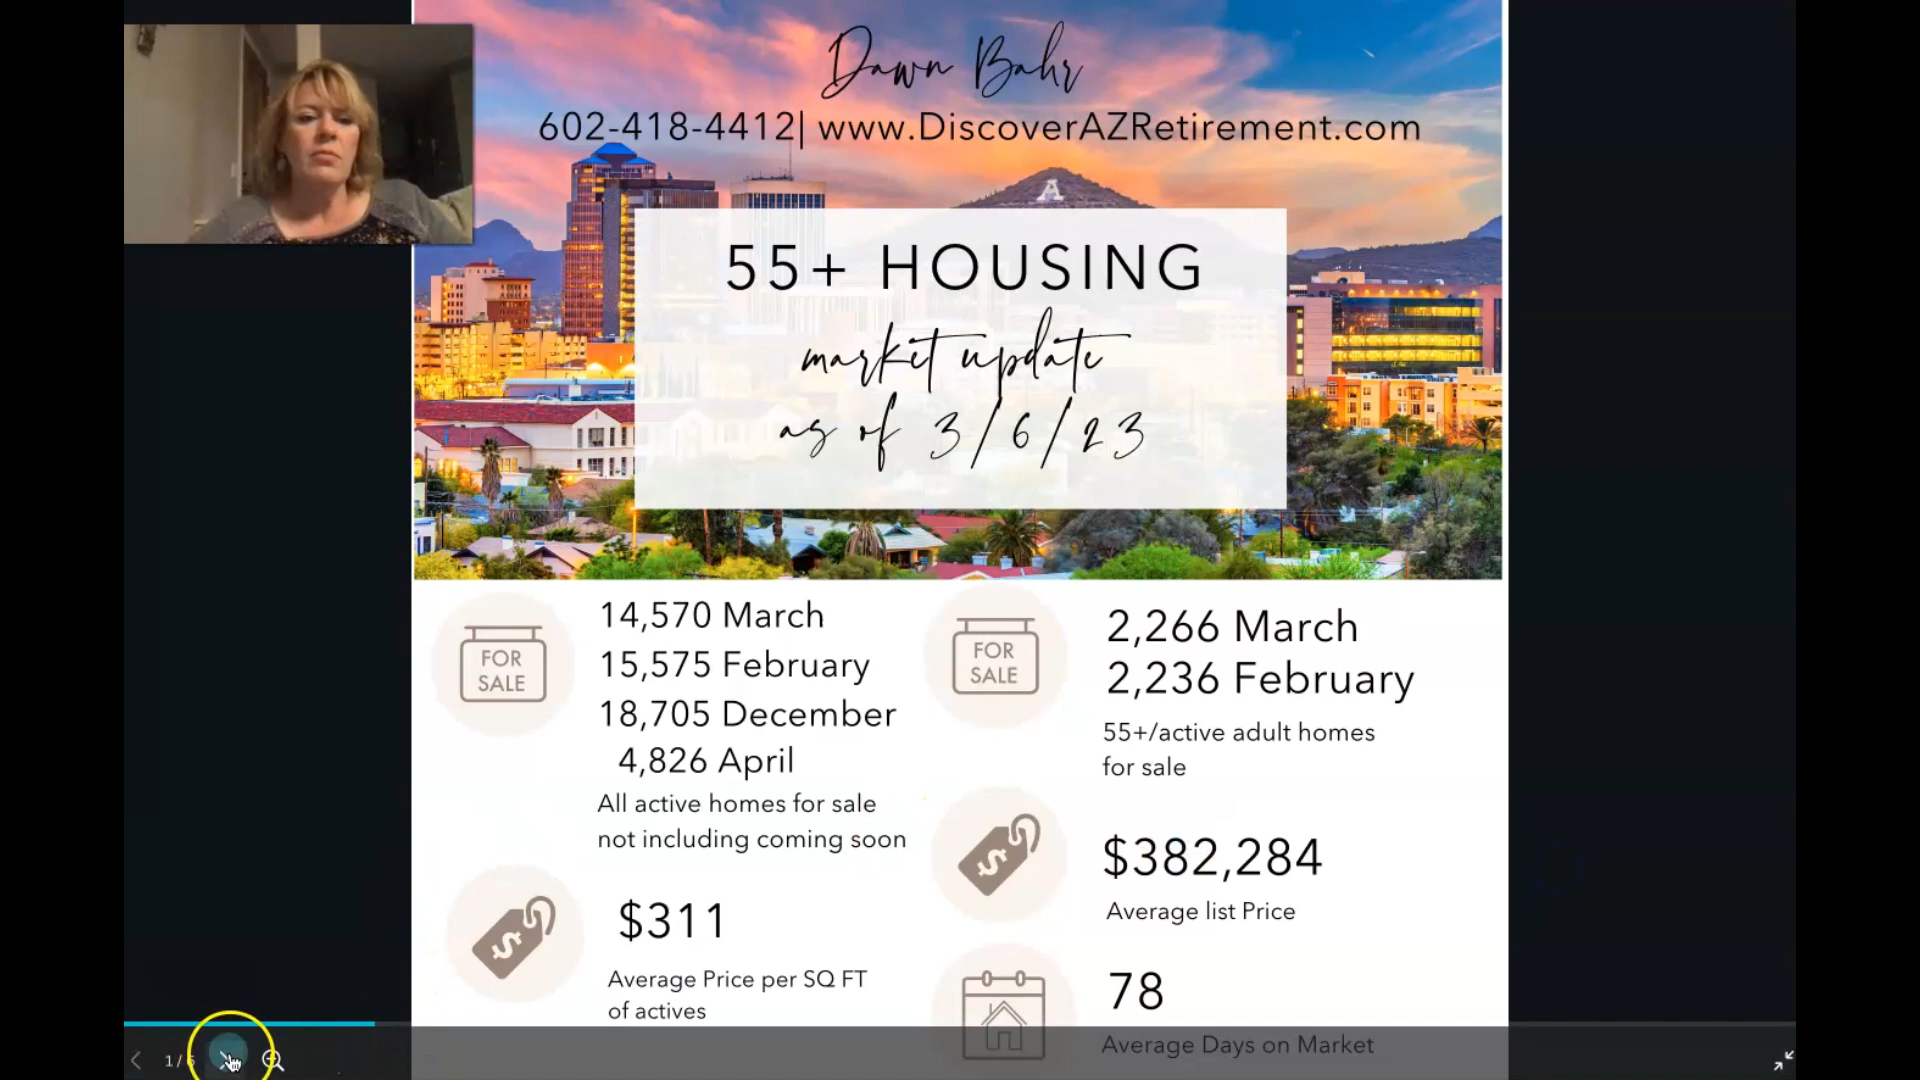 Dawn Bahr
602-418-4412| www.DiscoverAZRetirement.com
A
55+ HOUSING
market update
as of 3/6/23
FOR
SALE
14,570 March
15,575 February
18,705 December
4,826 April
All active homes for sale
not including coming soon
$
$311
Average Price per SQ FT
of actives
FOR
SALE
2,266 March
2,236 February
55+/active adult homes
for sale
$
$382,284
Average list Price
78
Average Days on Market
1/